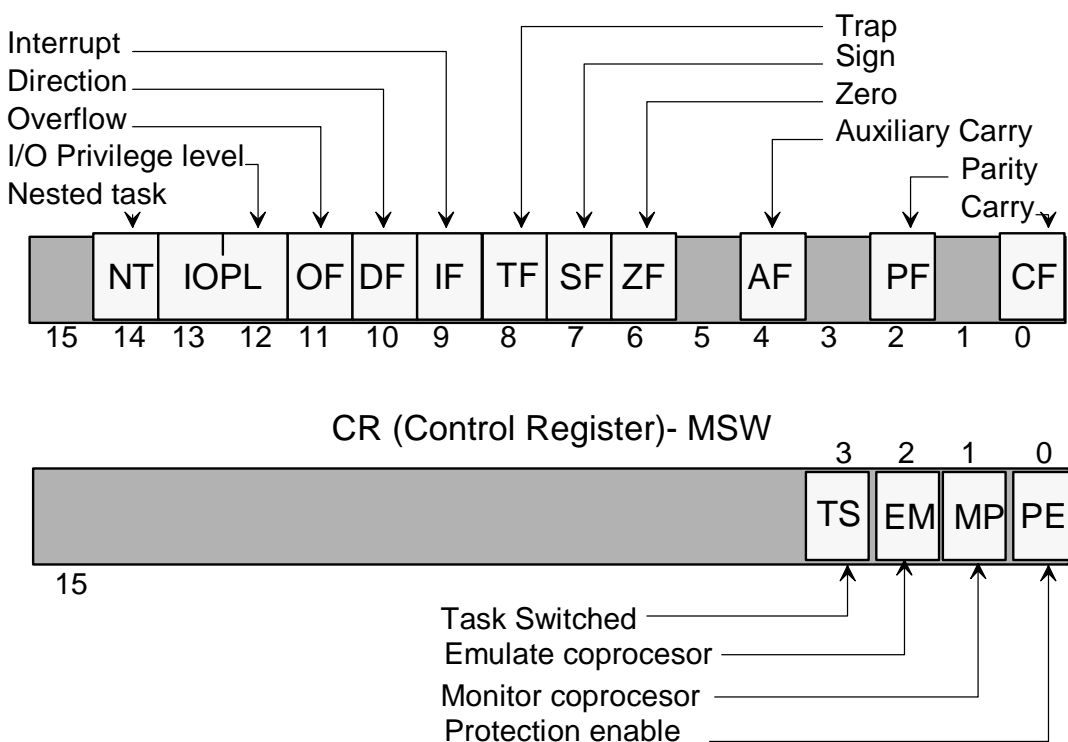 Interrupt
Direction
Overflow
I/O Privilege level
Nested task
Trap
Sign
Zero
Auxiliary Carry
Parity
Carry
NT IOPL OF DF IF TF SF ZF AF PF CF
15 14 13 12 11 10 9 8 7 6 5 4 3 2 1 0
CR (Control Register)- MSW
3 2 1 0
TS EM MP PE
15
Task Switched
Emulate coprocesor
Monitor coprocesor
Protection enable